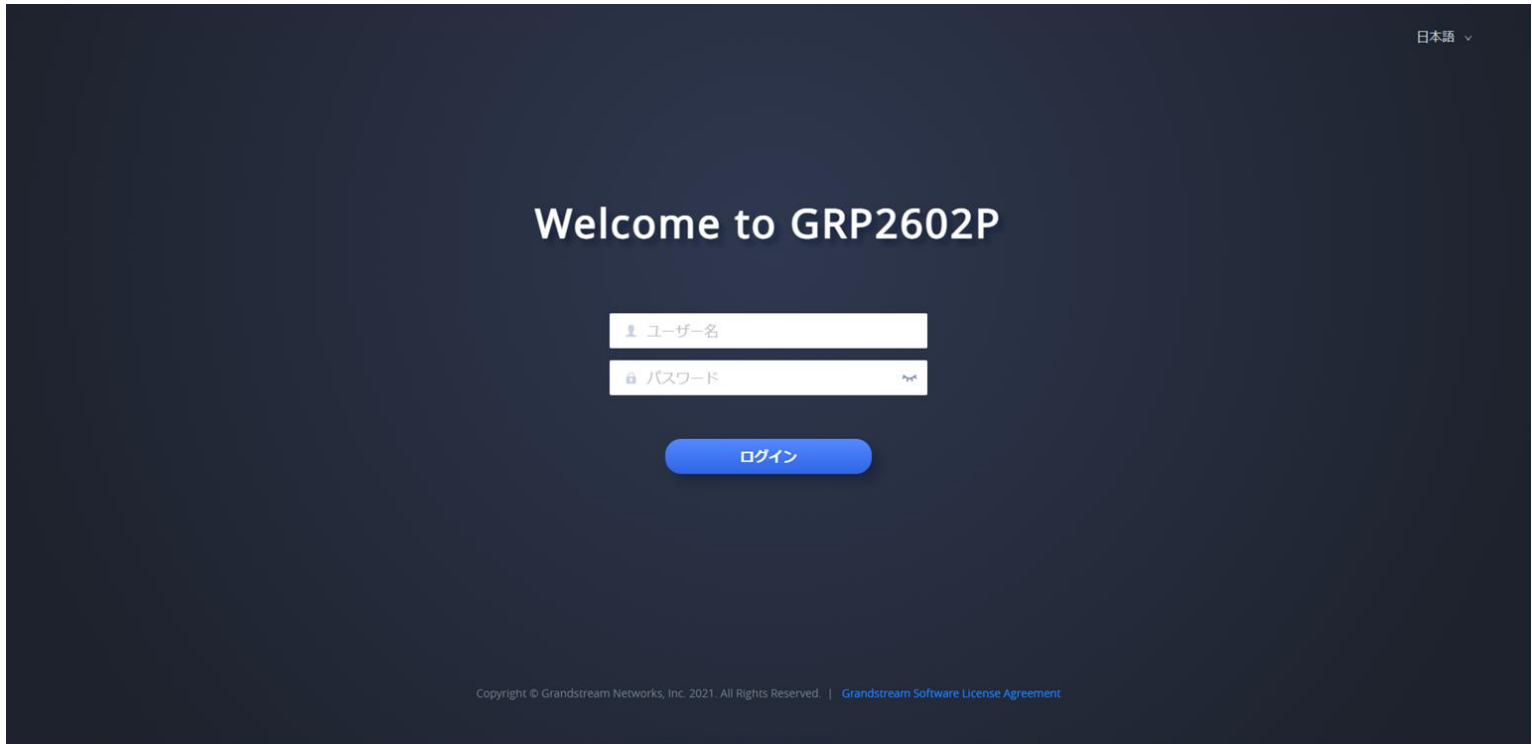 日本語
Welcome to GRP2602P
ユーザー名
パスワード
ログイン
Copyright © Grandstream Networks, Inc. 2021. All Rights Reserved. | Grandstream Software License Agreement